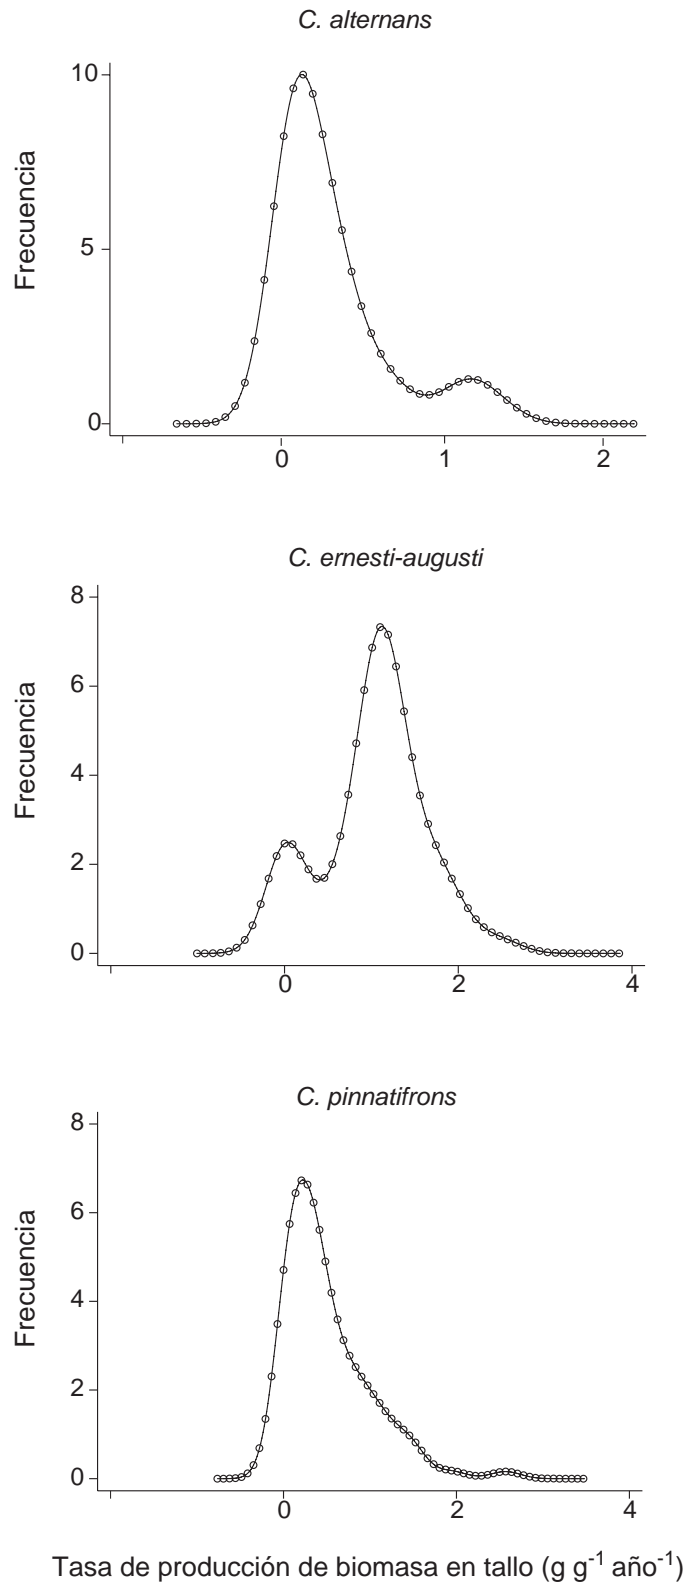 C. alternans
Frecuencia
10
5
0
0 1 2
C. ernesti-augusti
Frecuencia
8
6
4
2
0
0 2 4
C. pinnatifrons
Frecuencia
8
6
4
2
0
0 2 4
Tasa de producción de biomasa en tallo (g g⁻¹ año⁻¹)